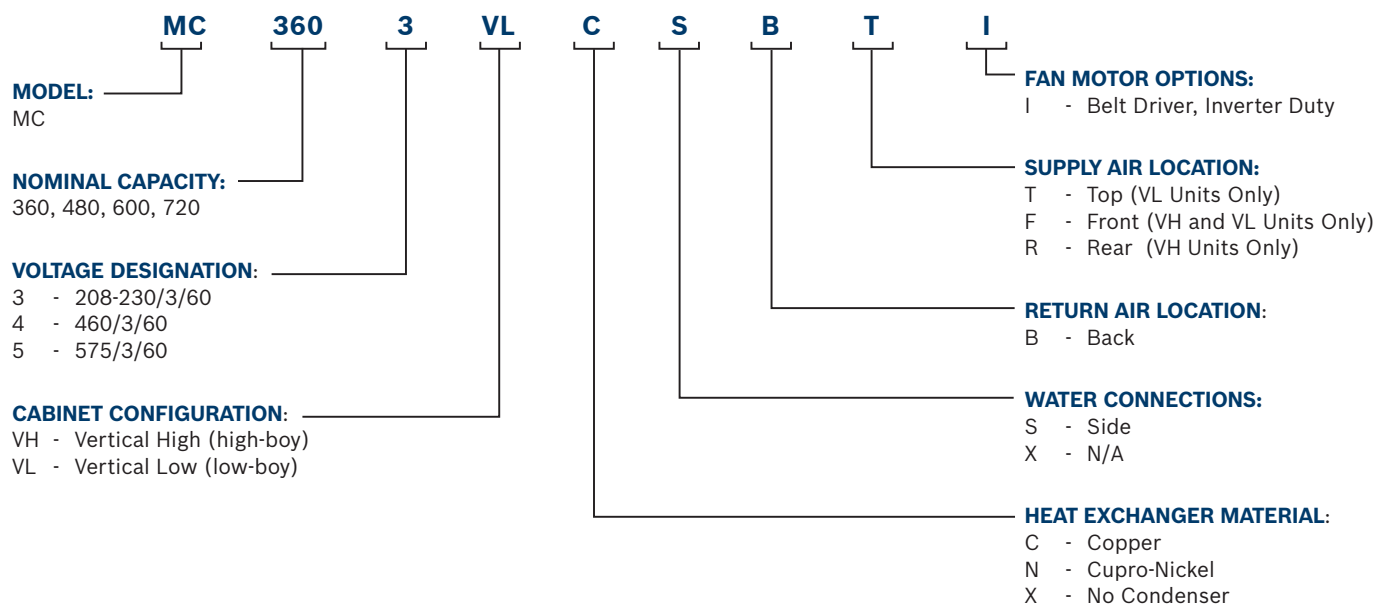 MC 360 3 VL C S B T I
MODEL:
MC
NOMINAL CAPACITY:
360, 480, 600, 720
VOLTAGE DESIGNATION:
3 - 208-230/3/60
4 - 460/3/60
5 - 575/3/60
CABINET CONFIGURATION:
VH - Vertical High (high-boy)
VL - Vertical Low (low-boy)
FAN MOTOR OPTIONS:
I - Belt Driver, Inverter Duty
SUPPLY AIR LOCATION:
T - Top (VL Units Only)
F - Front (VH and VL Units Only)
R - Rear (VH Units Only)
RETURN AIR LOCATION:
B - Back
WATER CONNECTIONS:
S - Side
X - N/A
HEAT EXCHANGER MATERIAL:
C - Copper
N - Cupro-Nickel
X - No Condenser